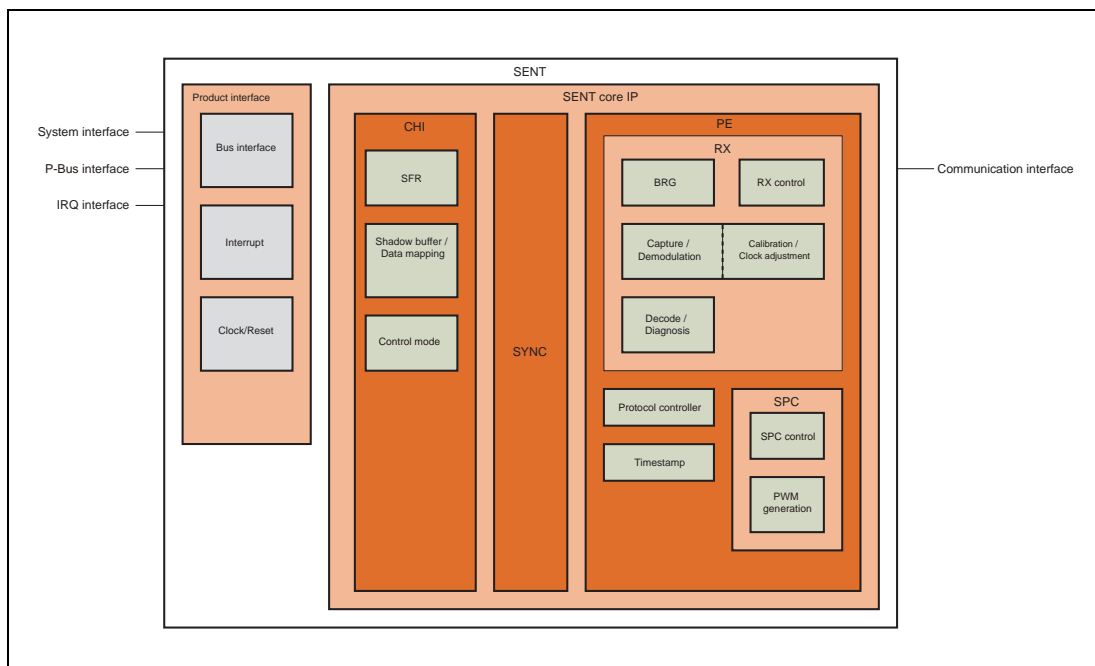 SENT
Product interface
Bus interface
Interrupt
Clock/Reset
System interface
P-Bus interface
IRQ interface
SENT core IP
CHI
SFR
Shadow buffer /
Data mapping
Control mode
SYNC
PE
RX
BRG
RX control
Capture /
Demodulation
Calibration /
Clock adjustment
Decode /
Diagnosis
Protocol controller
Timestamp
SPC
SPC control
PWM
generation
Communication interface